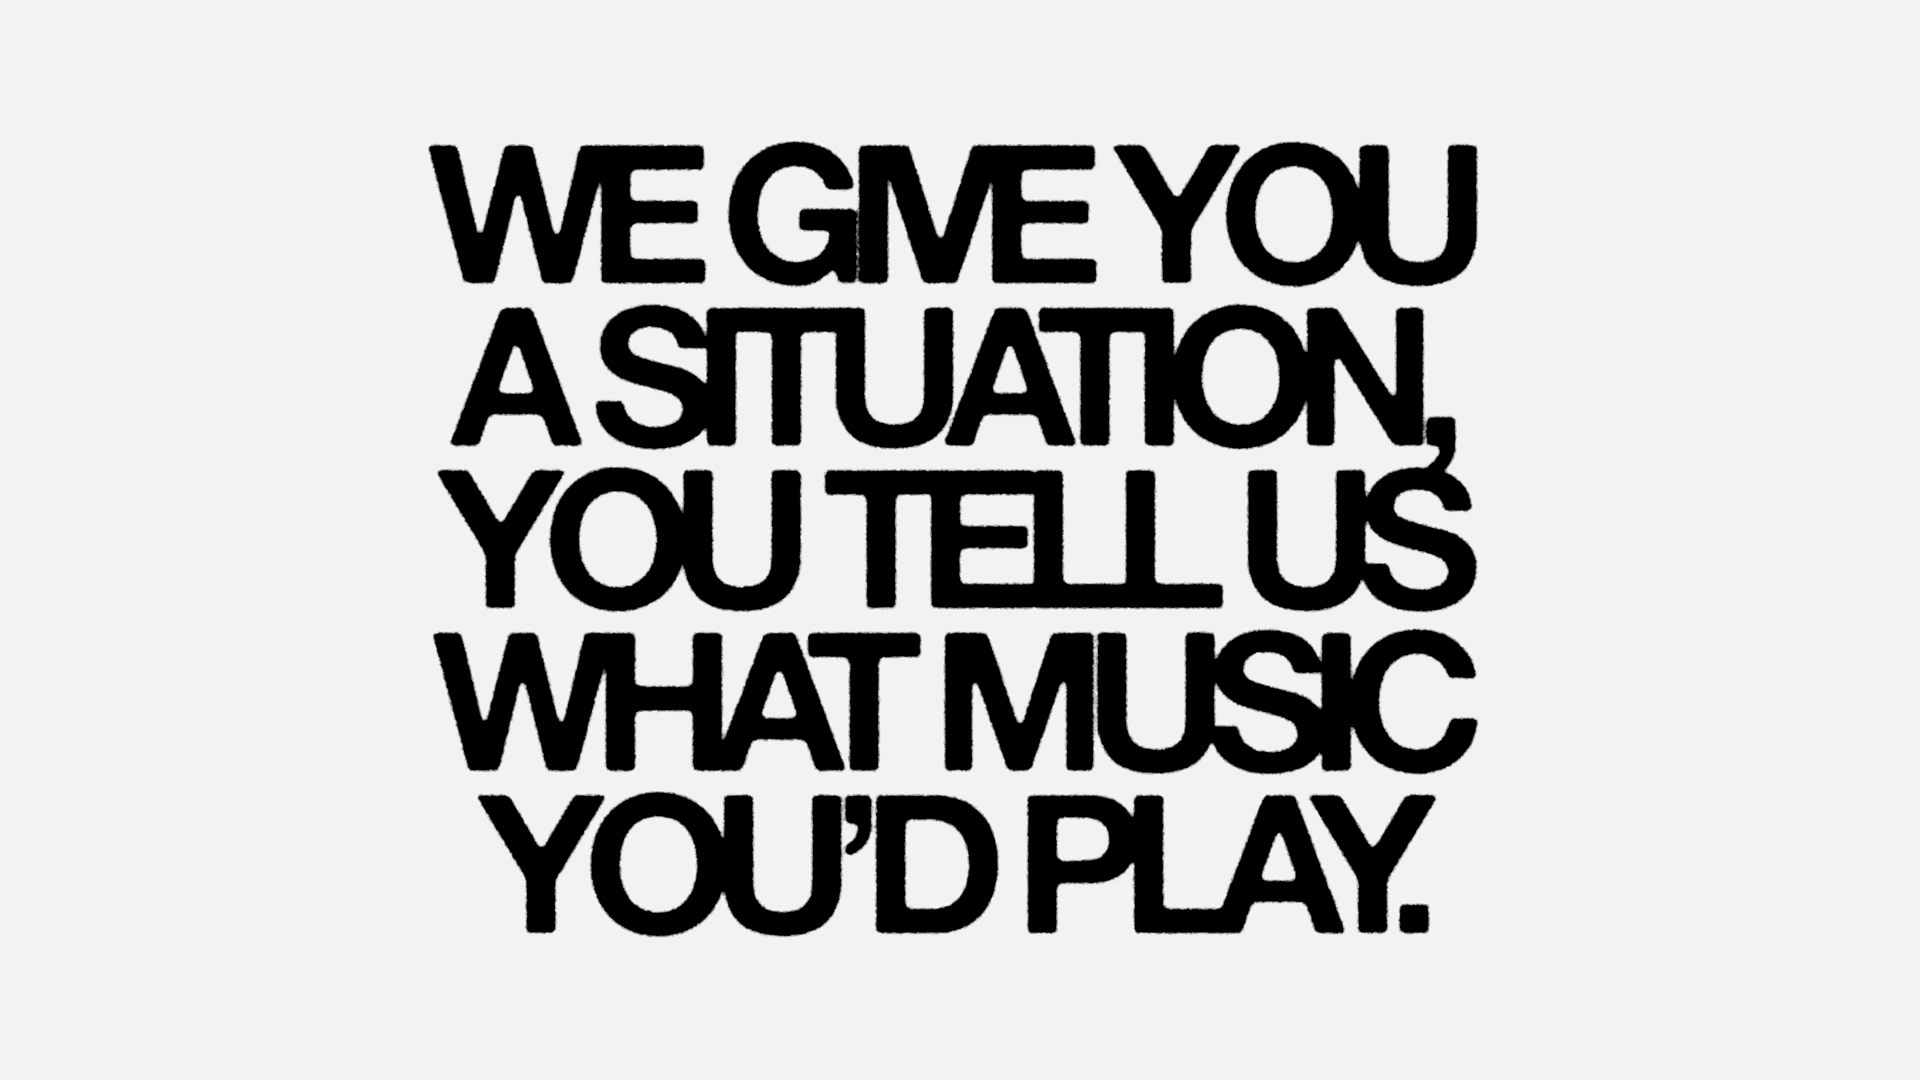 WE GIVE YOU
A SITUATION,
YOU TELL US
WHAT MUSIC
YOU’D PLAY.